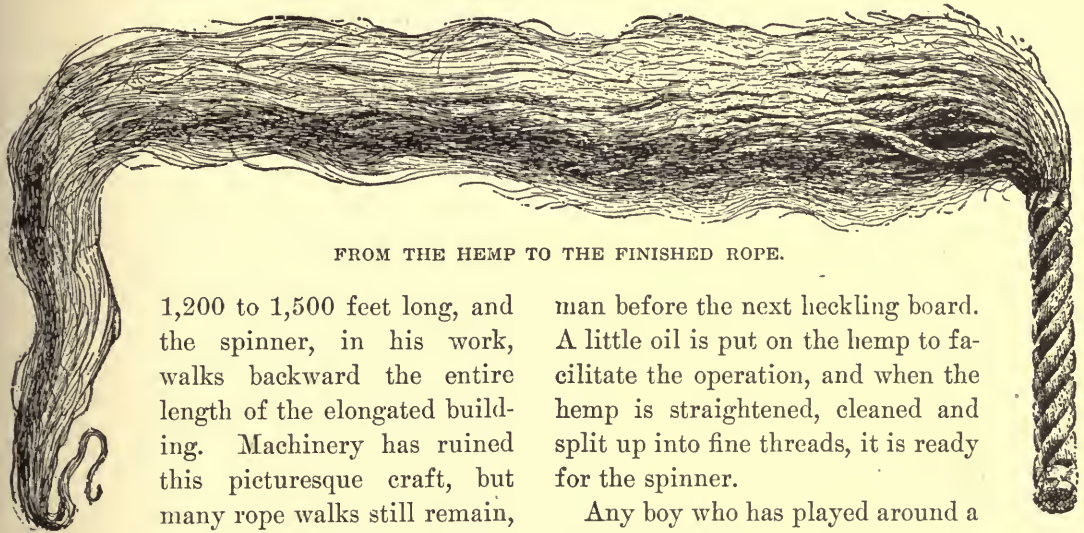 FROM THE HEMP TO THE FINISHED ROPE.
1,200 to 1,500 feet long, and
the spinner, in his work,
walks backward the entire
length of the elongated build-
ing. Machinery has ruined
this picturesque craft, but
many rope walks still remain,
man before the next heckling board.
A little oil is put on the hemp to fa-
cilitate the operation, and when the
hemp is straightened, cleaned and
split up into fine threads, it is ready
for the spinner.
Any boy who has played around a